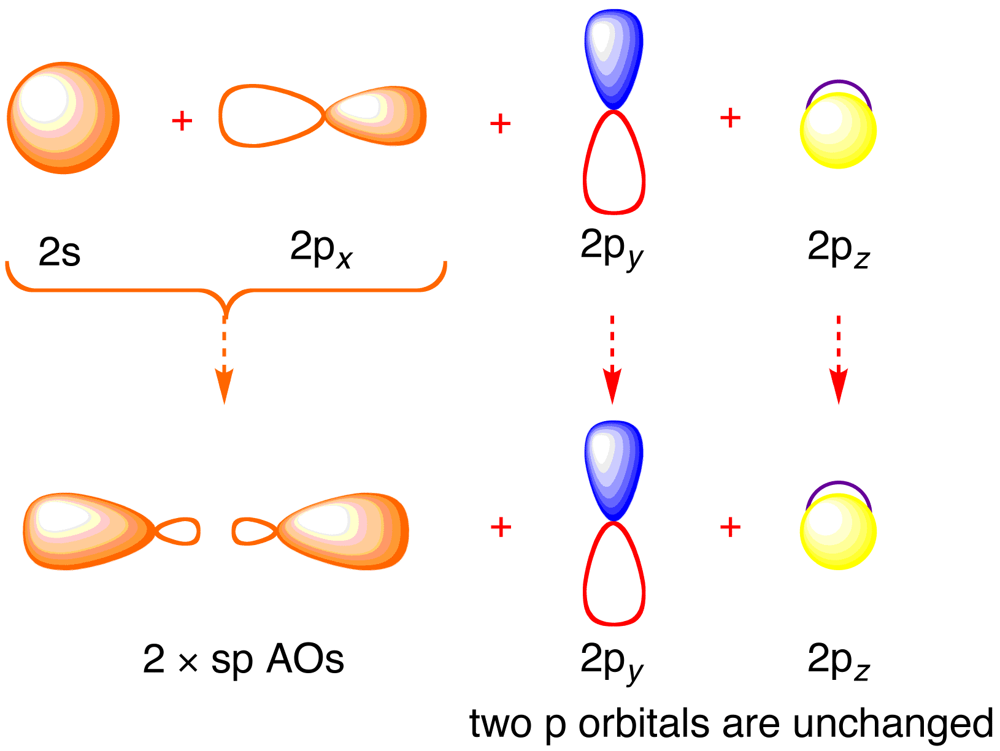 + + +
2s 2px 2py 2pz
+ +
2 × sp AOs 2py 2pz
two p orbitals are unchanged